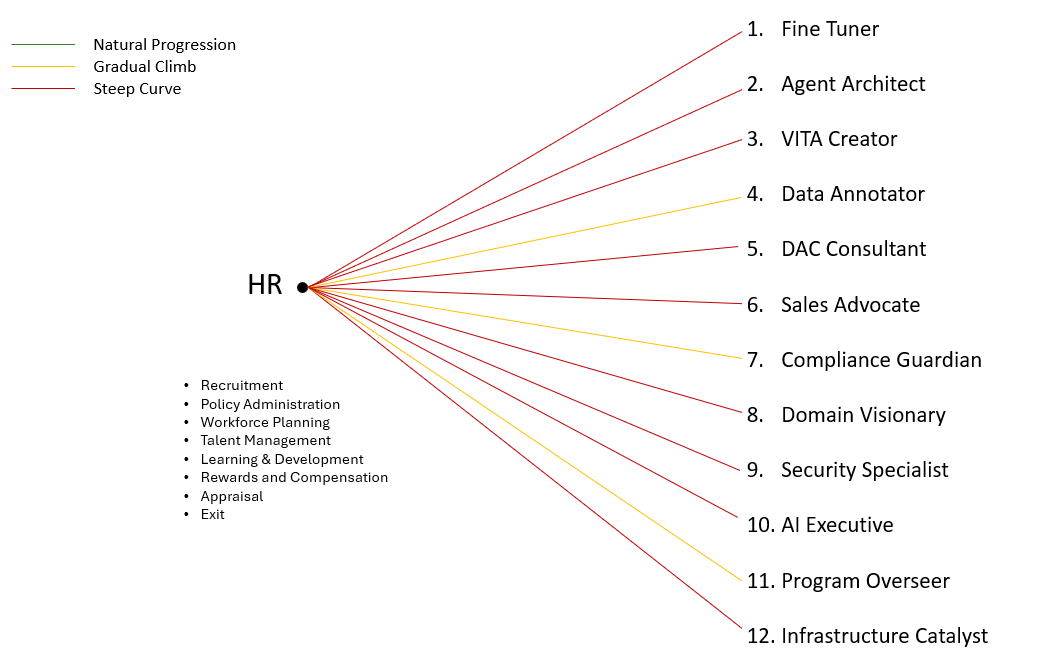 Natural Progression
Gradual Climb
Steep Curve
HR
• Recruitment
• Policy Administration
• Workforce Planning
• Talent Management
• Learning & Development
• Rewards and Compensation
• Appraisal
• Exit
1. Fine Tuner
2. Agent Architect
3. VITA Creator
4. Data Annotator
5. DAC Consultant
6. Sales Advocate
7. Compliance Guardian
8. Domain Visionary
9. Security Specialist
10. AI Executive
11. Program Overseer
12. Infrastructure Catalyst